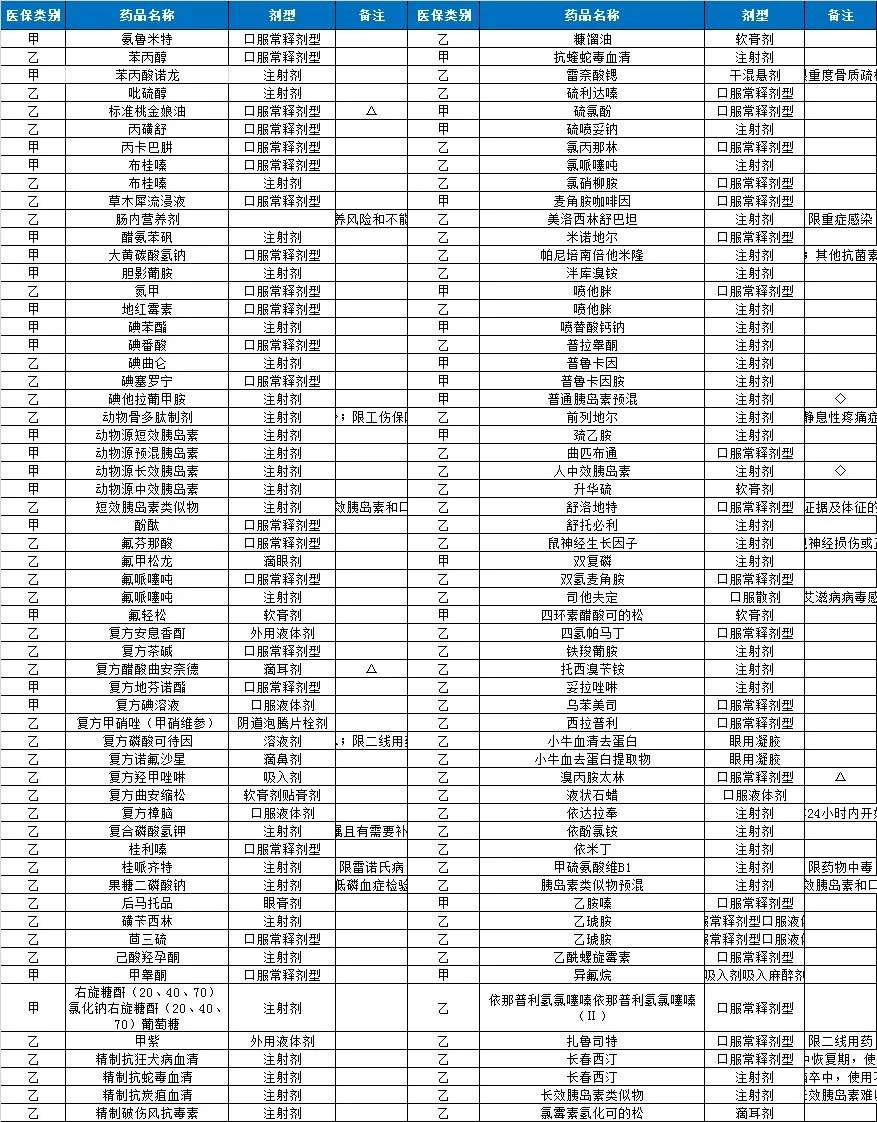 医保类别 药品名称 剂型 备注 医保类别 药品名称 剂型 备注
甲 氨鲁米特 口服常释剂型 乙 糠馏油 软膏剂
乙 苯丙醇 口服常释剂型 甲 抗蝰蛇毒血清 注射剂
甲 苯丙酸诺龙 注射剂 乙 雷奈酸锶 干混悬剂 重度骨质疏松
乙 吡硫醇 注射剂 乙 硫利达嗪 口服常释剂型
乙 标准桃金娘油 口服常释剂型 △ 甲 硫氯酚 口服常释剂型
乙 丙磺舒 口服常释剂型 甲 硫喷妥钠 注射剂
甲 丙卡巴肼 口服常释剂型 乙 氯丙那林 口服常释剂型
甲 布桂嗪 口服常释剂型 乙 氯哌噻吨 注射剂
乙 布桂嗪 注射剂 乙 氯硝柳胺 口服常释剂型
乙 草木犀流浸液 口服常释剂型 甲 麦角胺咖啡因 口服常释剂型
乙 肠内营养剂 养风险和不能 乙 美洛西林舒巴坦 注射剂 限重症感染
甲 醋氨苯砜 注射剂 乙 米诺地尔 口服常释剂型
甲 大黄碳酸氢钠 口服常释剂型 乙 帕尼培南倍他米隆 注射剂 ；其他抗菌素
甲 胆影葡胺 注射剂 乙 泮库溴铵 注射剂
乙 氮甲 口服常释剂型 甲 喷他脒 口服常释剂型
甲 地红霉素 口服常释剂型 乙 喷他脒 注射剂
甲 碘苯酯 注射剂 甲 喷替酸钙钠 注射剂
甲 碘番酸 口服常释剂型 乙 普拉睾酮 注射剂
乙 碘曲仑 注射剂 甲 普鲁卡因 注射剂
乙 碘塞罗宁 口服常释剂型 甲 普鲁卡因胺 注射剂
乙 碘他拉葡甲胺 注射剂 甲 普通胰岛素预混 注射剂 ◇
乙 动物骨多肽制剂 注射剂 ；限工伤保 乙 前列地尔 注射剂 静息性疼痛症
甲 动物源短效胰岛素 注射剂 甲 巯乙胺 注射剂
甲 动物源预混胰岛素 注射剂 乙 曲匹布通 口服常释剂型
甲 动物源长效胰岛素 注射剂 乙 人中效胰岛素 注射剂 ◇
甲 动物源中效胰岛素 注射剂 乙 升华硫 软膏剂
乙 短效胰岛素类似物 注射剂 效胰岛素和口 乙 舒洛地特 口服常释剂型 证据及体征的
甲 酚酞 口服常释剂型 乙 舒托必利 注射剂
乙 氟芬那酸 口服常释剂型 乙 鼠神经生长因子 注射剂 神经损伤或正
乙 氟甲松龙 滴眼剂 甲 双复磷 注射剂
乙 氟哌噻吨 口服常释剂型 乙 双氢麦角胺 口服常释剂型
乙 氟哌噻吨 注射剂 乙 司他夫定 口服散剂 艾滋病病毒感
甲 氟轻松 软膏剂 甲 四环素醋酸可的松 软膏剂
乙 复方安息香酊 外用液体剂 乙 四氢帕马丁 口服常释剂型
乙 复方茶碱 口服常释剂型 乙 铁羧葡胺 注射剂
乙 复方醋酸曲安奈德 滴耳剂 △ 乙 托西溴苄铵 注射剂
甲 复方地芬诺酯 口服常释剂型 乙 妥拉唑啉 注射剂
甲 复方碘溶液 口服液体剂 乙 乌苯美司 口服常释剂型
乙 复方甲硝唑（甲硝维参） 阴道泡腾片栓剂 乙 西拉普利 口服常释剂型
乙 复方磷酸可待因 溶液剂 ；限二线用药 乙 小牛血清去蛋白 眼用凝胶
乙 复方诺氟沙星 滴鼻剂 乙 小牛血去蛋白提取物 眼用凝胶
乙 复方羟甲唑啉 吸入剂 乙 溴丙胺太林 口服常释剂型 △
乙 复方曲安缩松 软膏剂贴膏剂 乙 液状石蜡 口服液体剂
乙 复方樟脑 口服液体剂 乙 依达拉奉 注射剂 24小时内开始
乙 复合磷酸氢钾 注射剂 属且有需要补 乙 依酚氯铵 注射剂
乙 桂利嗪 口服常释剂型 乙 依米丁 注射剂
乙 桂哌齐特 注射剂 限雷诺氏病 乙 甲硫氨酸维B1 注射剂 限药物中毒
乙 果糖二磷酸钠 注射剂 低磷血症检验 乙 胰岛素类似物预混 注射剂 效胰岛素和口
乙 后马托品 眼膏剂 甲 乙胺嗪 口服常释剂型
乙 磺苄西林 注射剂 乙 乙琥胺 服常释剂型口服液体
乙 茴三硫 口服常释剂型 乙 乙琥胺 服常释剂型口服液体
乙 己酸羟孕酮 注射剂 乙 乙酰螺旋霉素 口服常释剂型
甲 甲睾酮 口服常释剂型 甲 异氟烷 吸入剂吸入麻醉剂
甲 右旋糖酐（20、40、70）氯化钠右旋糖酐（20、40、70）葡萄糖 注射剂 乙 依那普利氢氯噻嗪依那普利氢氯噻嗪（Ⅱ） 口服常释剂型
乙 甲紫 外用液体剂 乙 扎鲁司特 口服常释剂型 限二线用药
乙 精制抗狂犬病血清 注射剂 乙 长春西汀 口服常释剂型 中恢复期，使
乙 精制抗蛇毒血清 注射剂 乙 长春西汀 注射剂 卒中，使用不
乙 精制抗炭疽血清 注射剂 乙 长效胰岛素类似物 注射剂 效胰岛素难以
乙 精制破伤风抗毒素 注射剂 乙 氯霉素氢化可的松 滴耳剂